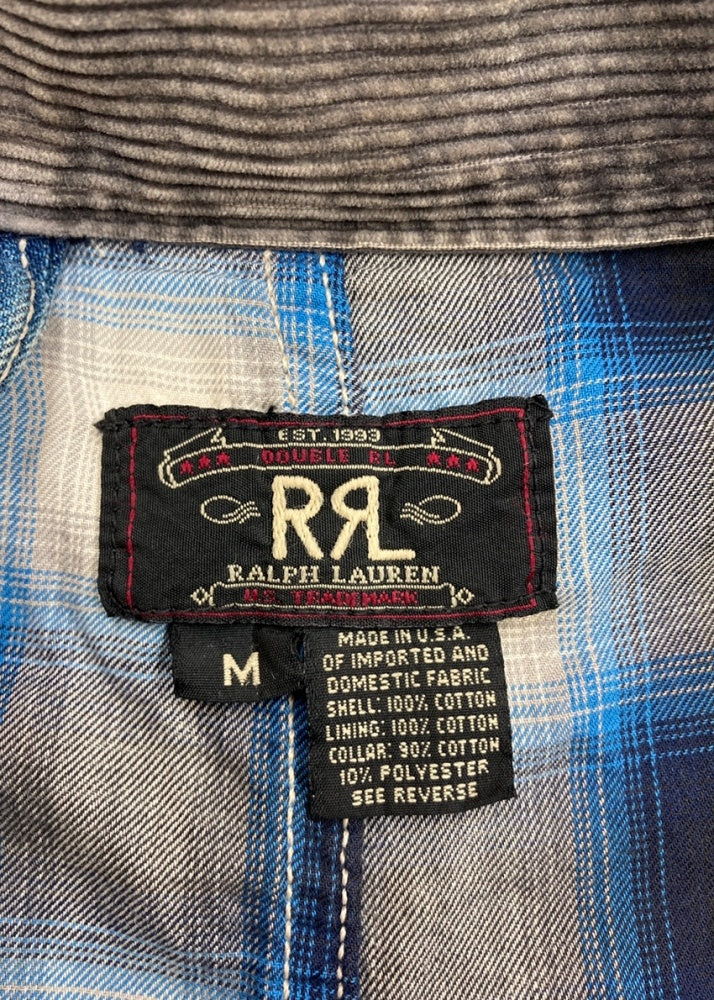 EST. 1993
DOUBLE RL
RRL
RALPH LAUREN
U.S. TRADEMARK
M
MADE IN U.S.A.
OF IMPORTED AND
DOMESTIC FABRIC
SHELL: 100% COTTON
LINING: 100% COTTON
COLLAR: 90% COTTON
10% POLYESTER
SEE REVERSE